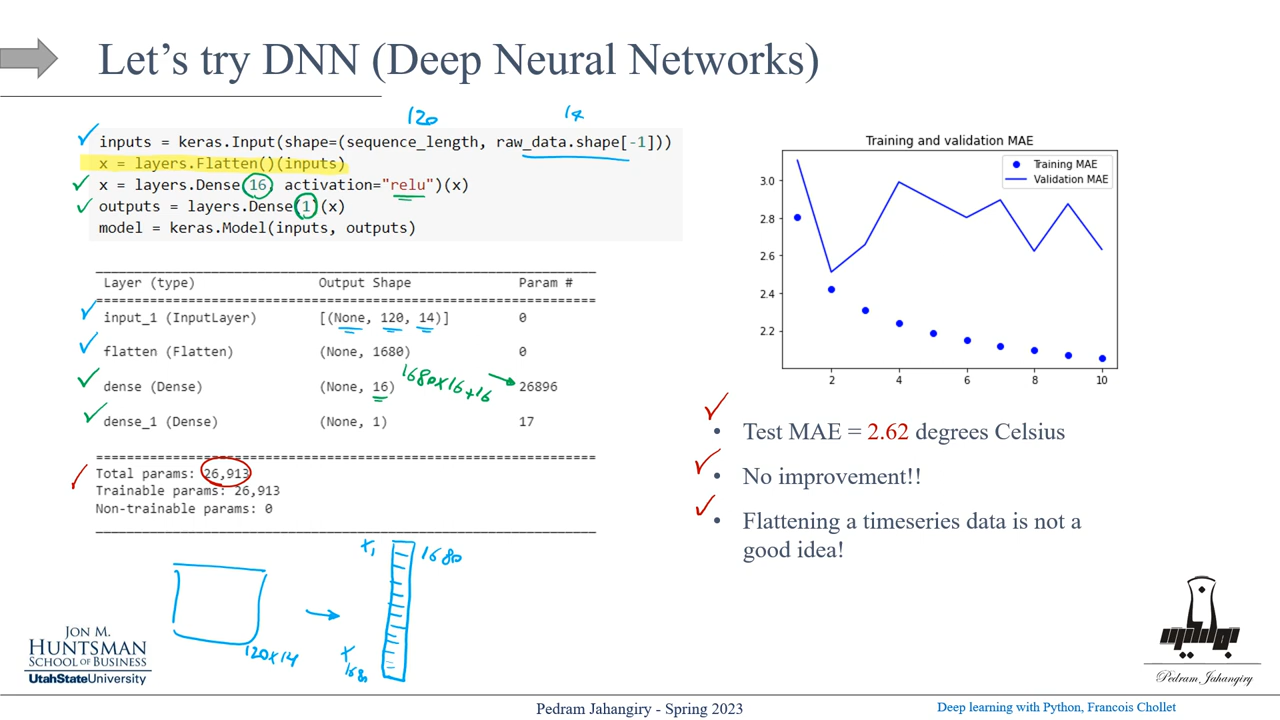 Let's try DNN (Deep Neural Networks)
120 14
inputs = keras.Input(shape=(sequence_length, raw_data.shape[-1]))
x = layers.Flatten()(inputs)
x = layers.Dense(16, activation="relu")(x)
outputs = layers.Dense(1)(x)
model = keras.Model(inputs, outputs)
Layer (type) Output Shape Param #
input_1 (InputLayer) [(None, 120, 14)] 0
flatten (Flatten) (None, 1680) 0
dense (Dense) (None, 16) 1680x16+16 26896
dense_1 (Dense) (None, 1) 17
Total params: 26,913
Trainable params: 26,913
Non-trainable params: 0
x1 1680
120x14
x 1680
Training and validation MAE
Training MAE
Validation MAE
3.0
2.8
2.6
2.4
2.2
2 4 6 8 10
• Test MAE = 2.62 degrees Celsius
• No improvement!!
• Flattening a timeseries data is not a
good idea!
JON M.
HUNTSMAN
SCHOOL OF BUSINESS
UtahStateUniversity
Pedram Jahangiry
Pedram Jahangiry - Spring 2023
Deep learning with Python, Francois Chollet